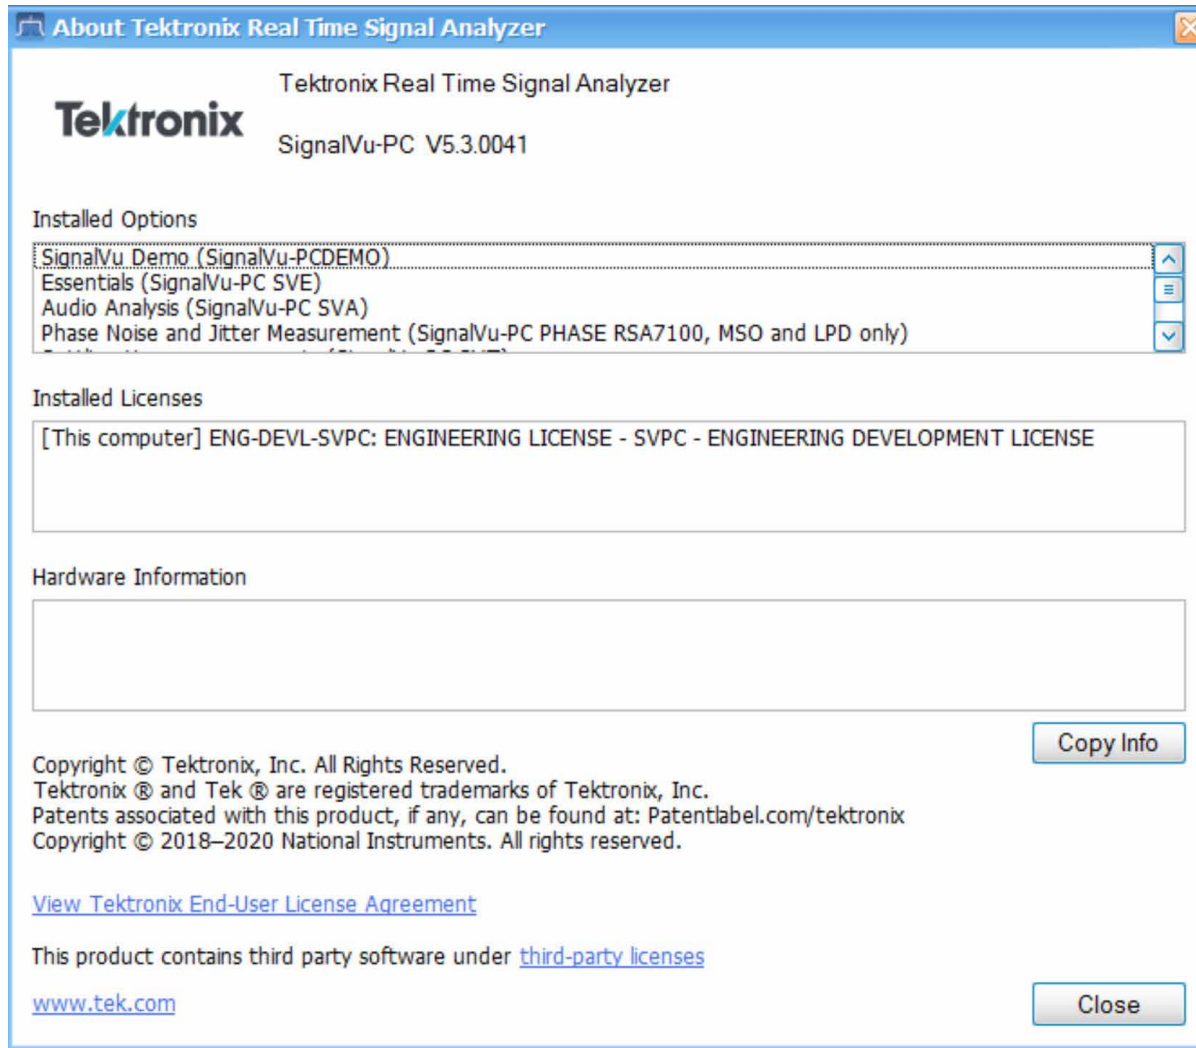 About Tektronix Real Time Signal Analyzer
Tektronix
Tektronix Real Time Signal Analyzer
SignalVu-PC V5.3.0041
Installed Options
SignalVu Demo (SignalVu-PCDEMO)
Essentials (SignalVu-PC SVE)
Audio Analysis (SignalVu-PC SVA)
Phase Noise and Jitter Measurement (SignalVu-PC PHASE RSA7100, MSO and LPD only)
Installed Licenses
[This computer] ENG-DEVL-SVPC: ENGINEERING LICENSE - SVPC - ENGINEERING DEVELOPMENT LICENSE
Hardware Information
Copy Info
Copyright © Tektronix, Inc. All Rights Reserved.
Tektronix ® and Tek ® are registered trademarks of Tektronix, Inc.
Patents associated with this product, if any, can be found at: Patentlabel.com/tektronix
Copyright © 2018–2020 National Instruments. All rights reserved.
View Tektronix End-User License Agreement
This product contains third party software under third-party licenses
www.tek.com
Close